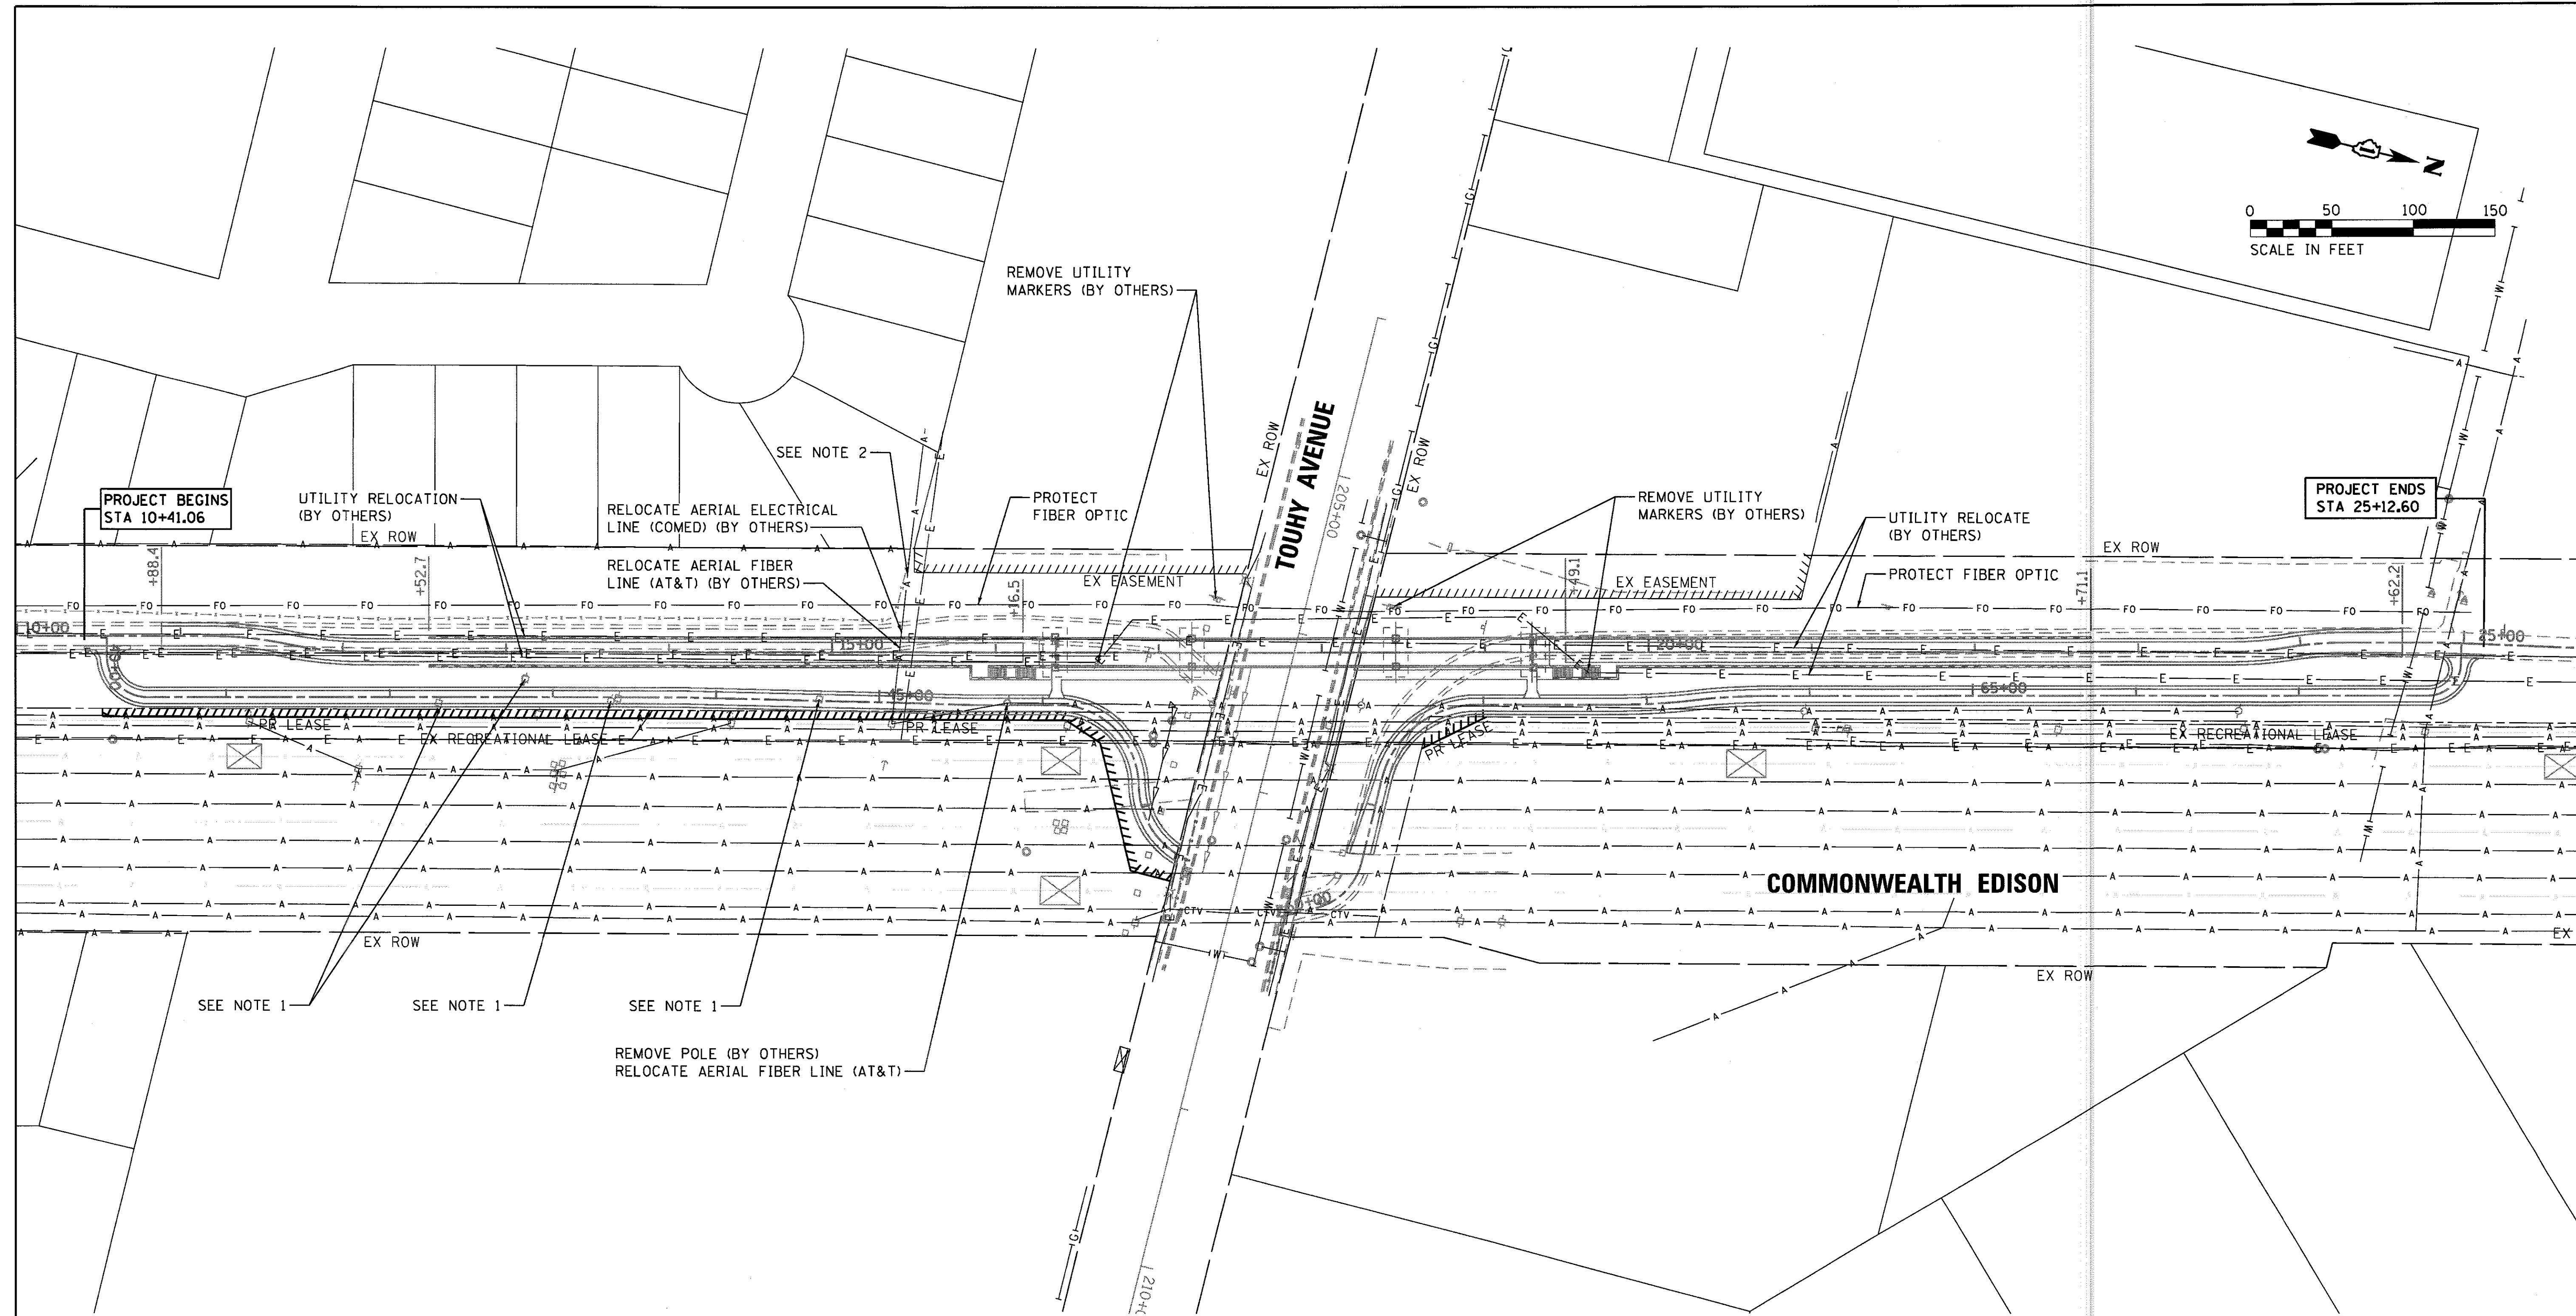 N
0 50 100 150
SCALE IN FEET
REMOVE UTILITY
MARKERS (BY OTHERS)
TOUHY AVENUE
EX ROW
EX ROW
205+00
SEE NOTE 2
PROJECT BEGINS
STA 10+41.06
UTILITY RELOCATION
(BY OTHERS)
RELOCATE AERIAL ELECTRICAL
LINE (COMED) (BY OTHERS)
PROTECT
FIBER OPTIC
REMOVE UTILITY
MARKERS (BY OTHERS)
UTILITY RELOCATE
(BY OTHERS)
PROJECT ENDS
STA 25+12.60
EX ROW
EX ROW
RELOCATE AERIAL FIBER
LINE (AT&T) (BY OTHERS)
EX EASEMENT
EX EASEMENT
PROTECT FIBER OPTIC
+88.4
+52.7
+16.5
+49.1
+71.1
+62.2
10+00
15+00
20+00
25+00
45+00
65+00
PR LEASE
PR LEASE
PR LEASE
EX RECREATIONAL LEASE
EX RECREATIONAL LEASE
COMMONWEALTH EDISON
CTV CTV CTV
EX ROW
EX ROW
EX
SEE NOTE 1
SEE NOTE 1
SEE NOTE 1
REMOVE POLE (BY OTHERS)
RELOCATE AERIAL FIBER LINE (AT&T)